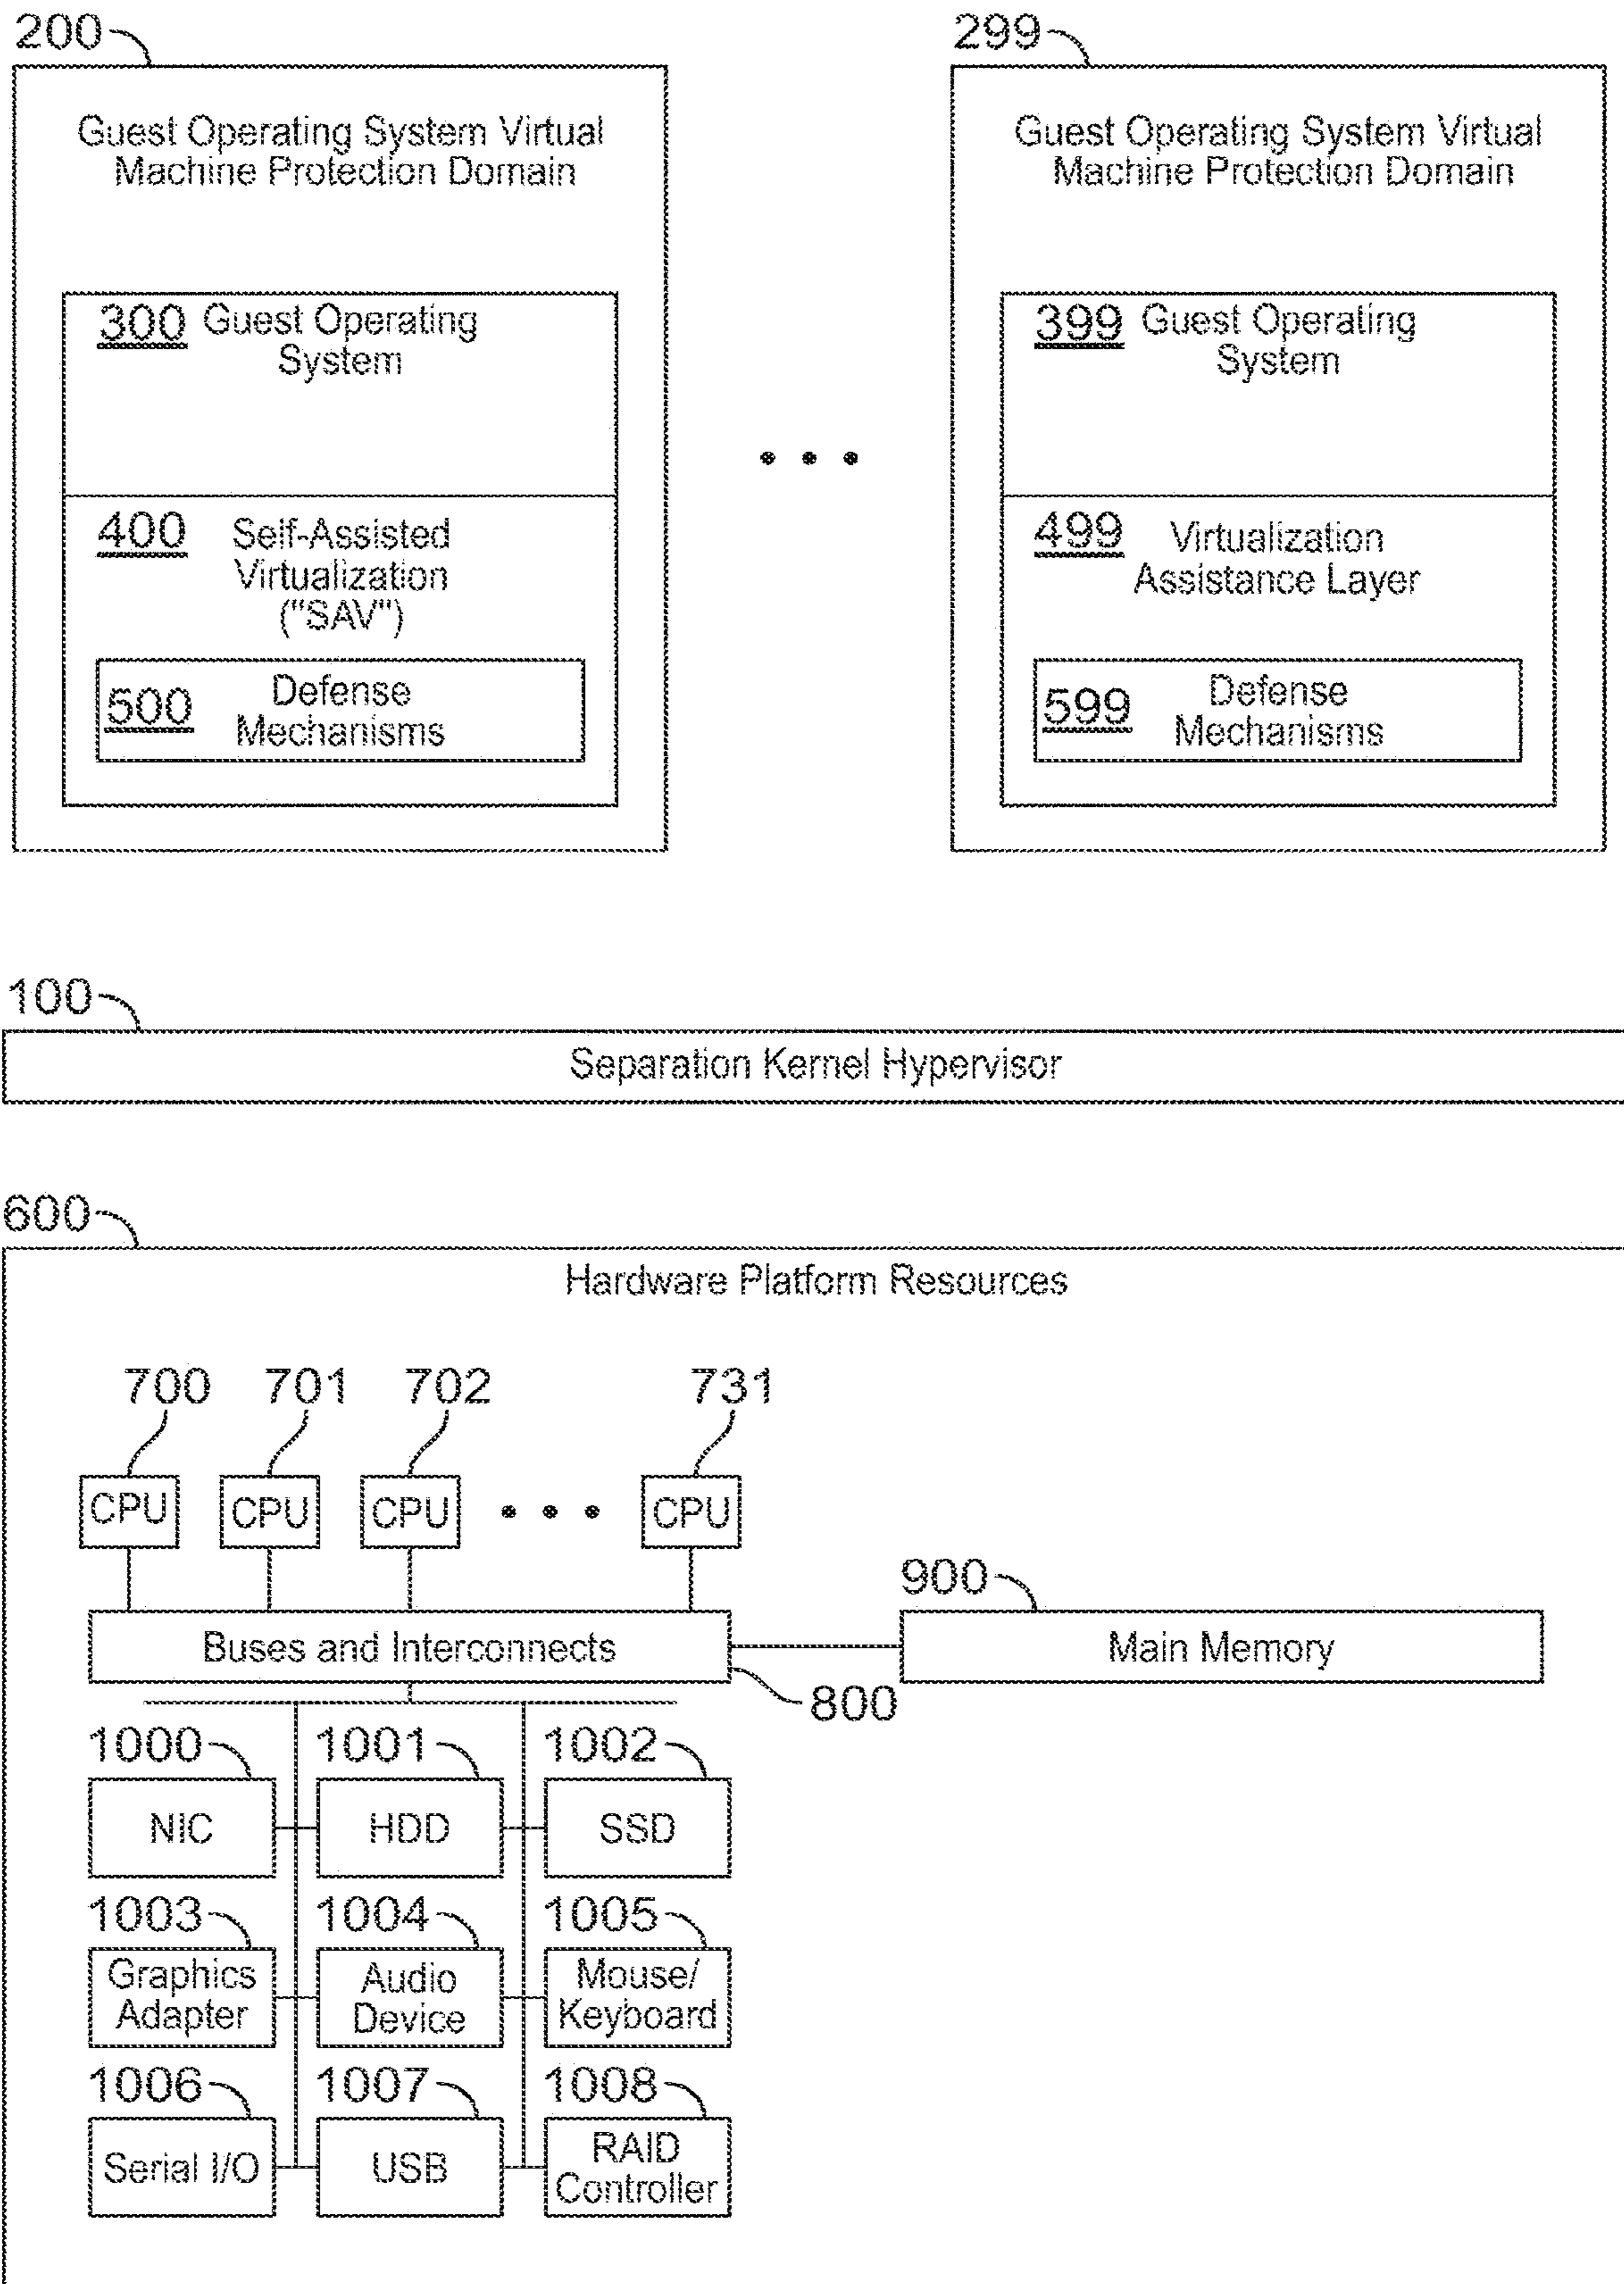 200
299
Guest Operating System Virtual
Machine Protection Domain
Guest Operating System Virtual
Machine Protection Domain
300 Guest Operating
System
399 Guest Operating
System
400 Self-Assisted
Virtualization
("SAV")
499 Virtualization
Assistance Layer
500 Defense
Mechanisms
599 Defense
Mechanisms
100
Separation Kernel Hypervisor
600
Hardware Platform Resources
700 701 702 731
CPU CPU CPU CPU
900
Buses and Interconnects
Main Memory
800
1000 1001 1002
NIC HDD SSD
1003 1004 1005
Graphics
Adapter
Audio
Device
Mouse/
Keyboard
1006 1007 1008
Serial I/O
USB
RAID
Controller